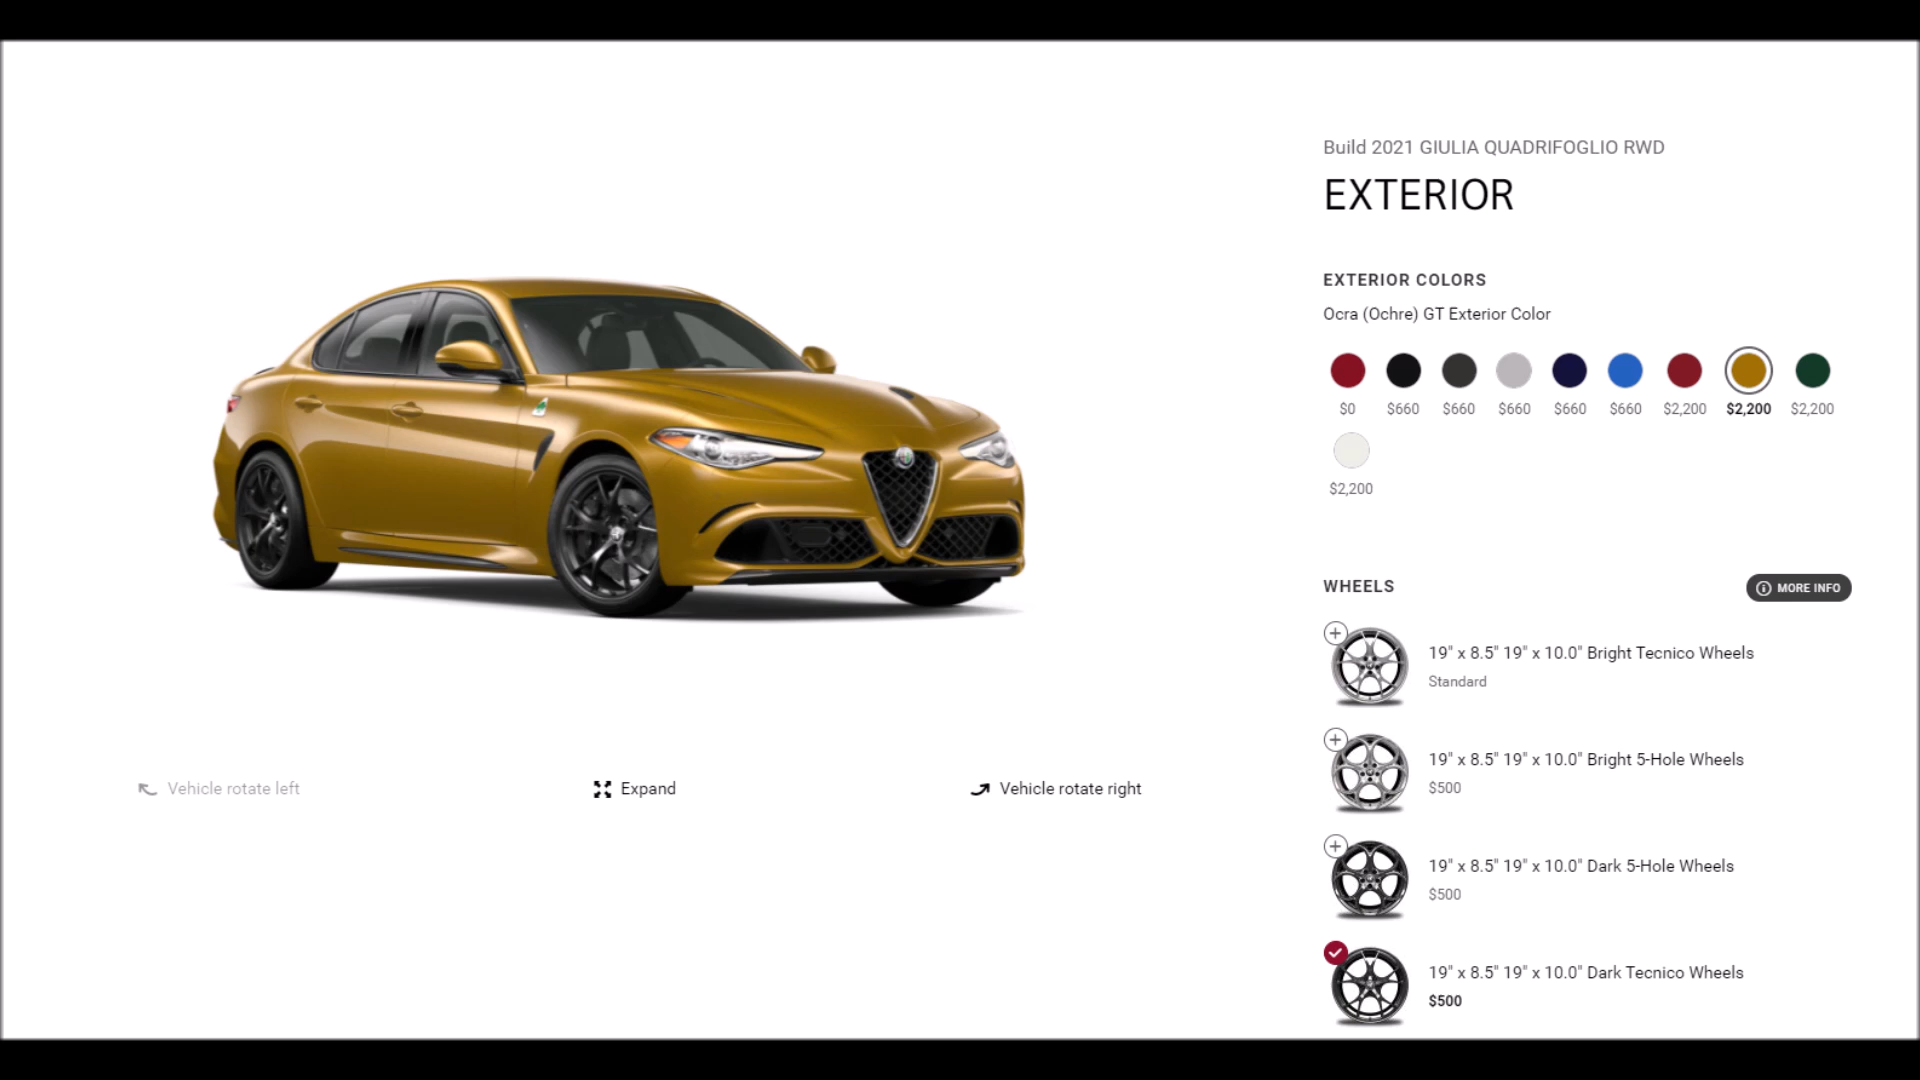 Build 2021 GIULIA QUADRIFOGLIO RWD
EXTERIOR
EXTERIOR COLORS
Ocra (Ochre) GT Exterior Color
$0 $660 $660 $660 $660 $660 $2,200 $2,200 $2,200
$2,200
WHEELS
MORE INFO
19" x 8.5" 19" x 10.0" Bright Tecnico Wheels
Standard
19" x 8.5" 19" x 10.0" Bright 5-Hole Wheels
$500
19" x 8.5" 19" x 10.0" Dark 5-Hole Wheels
$500
19" x 8.5" 19" x 10.0" Dark Tecnico Wheels
$500
Vehicle rotate left
Expand
Vehicle rotate right